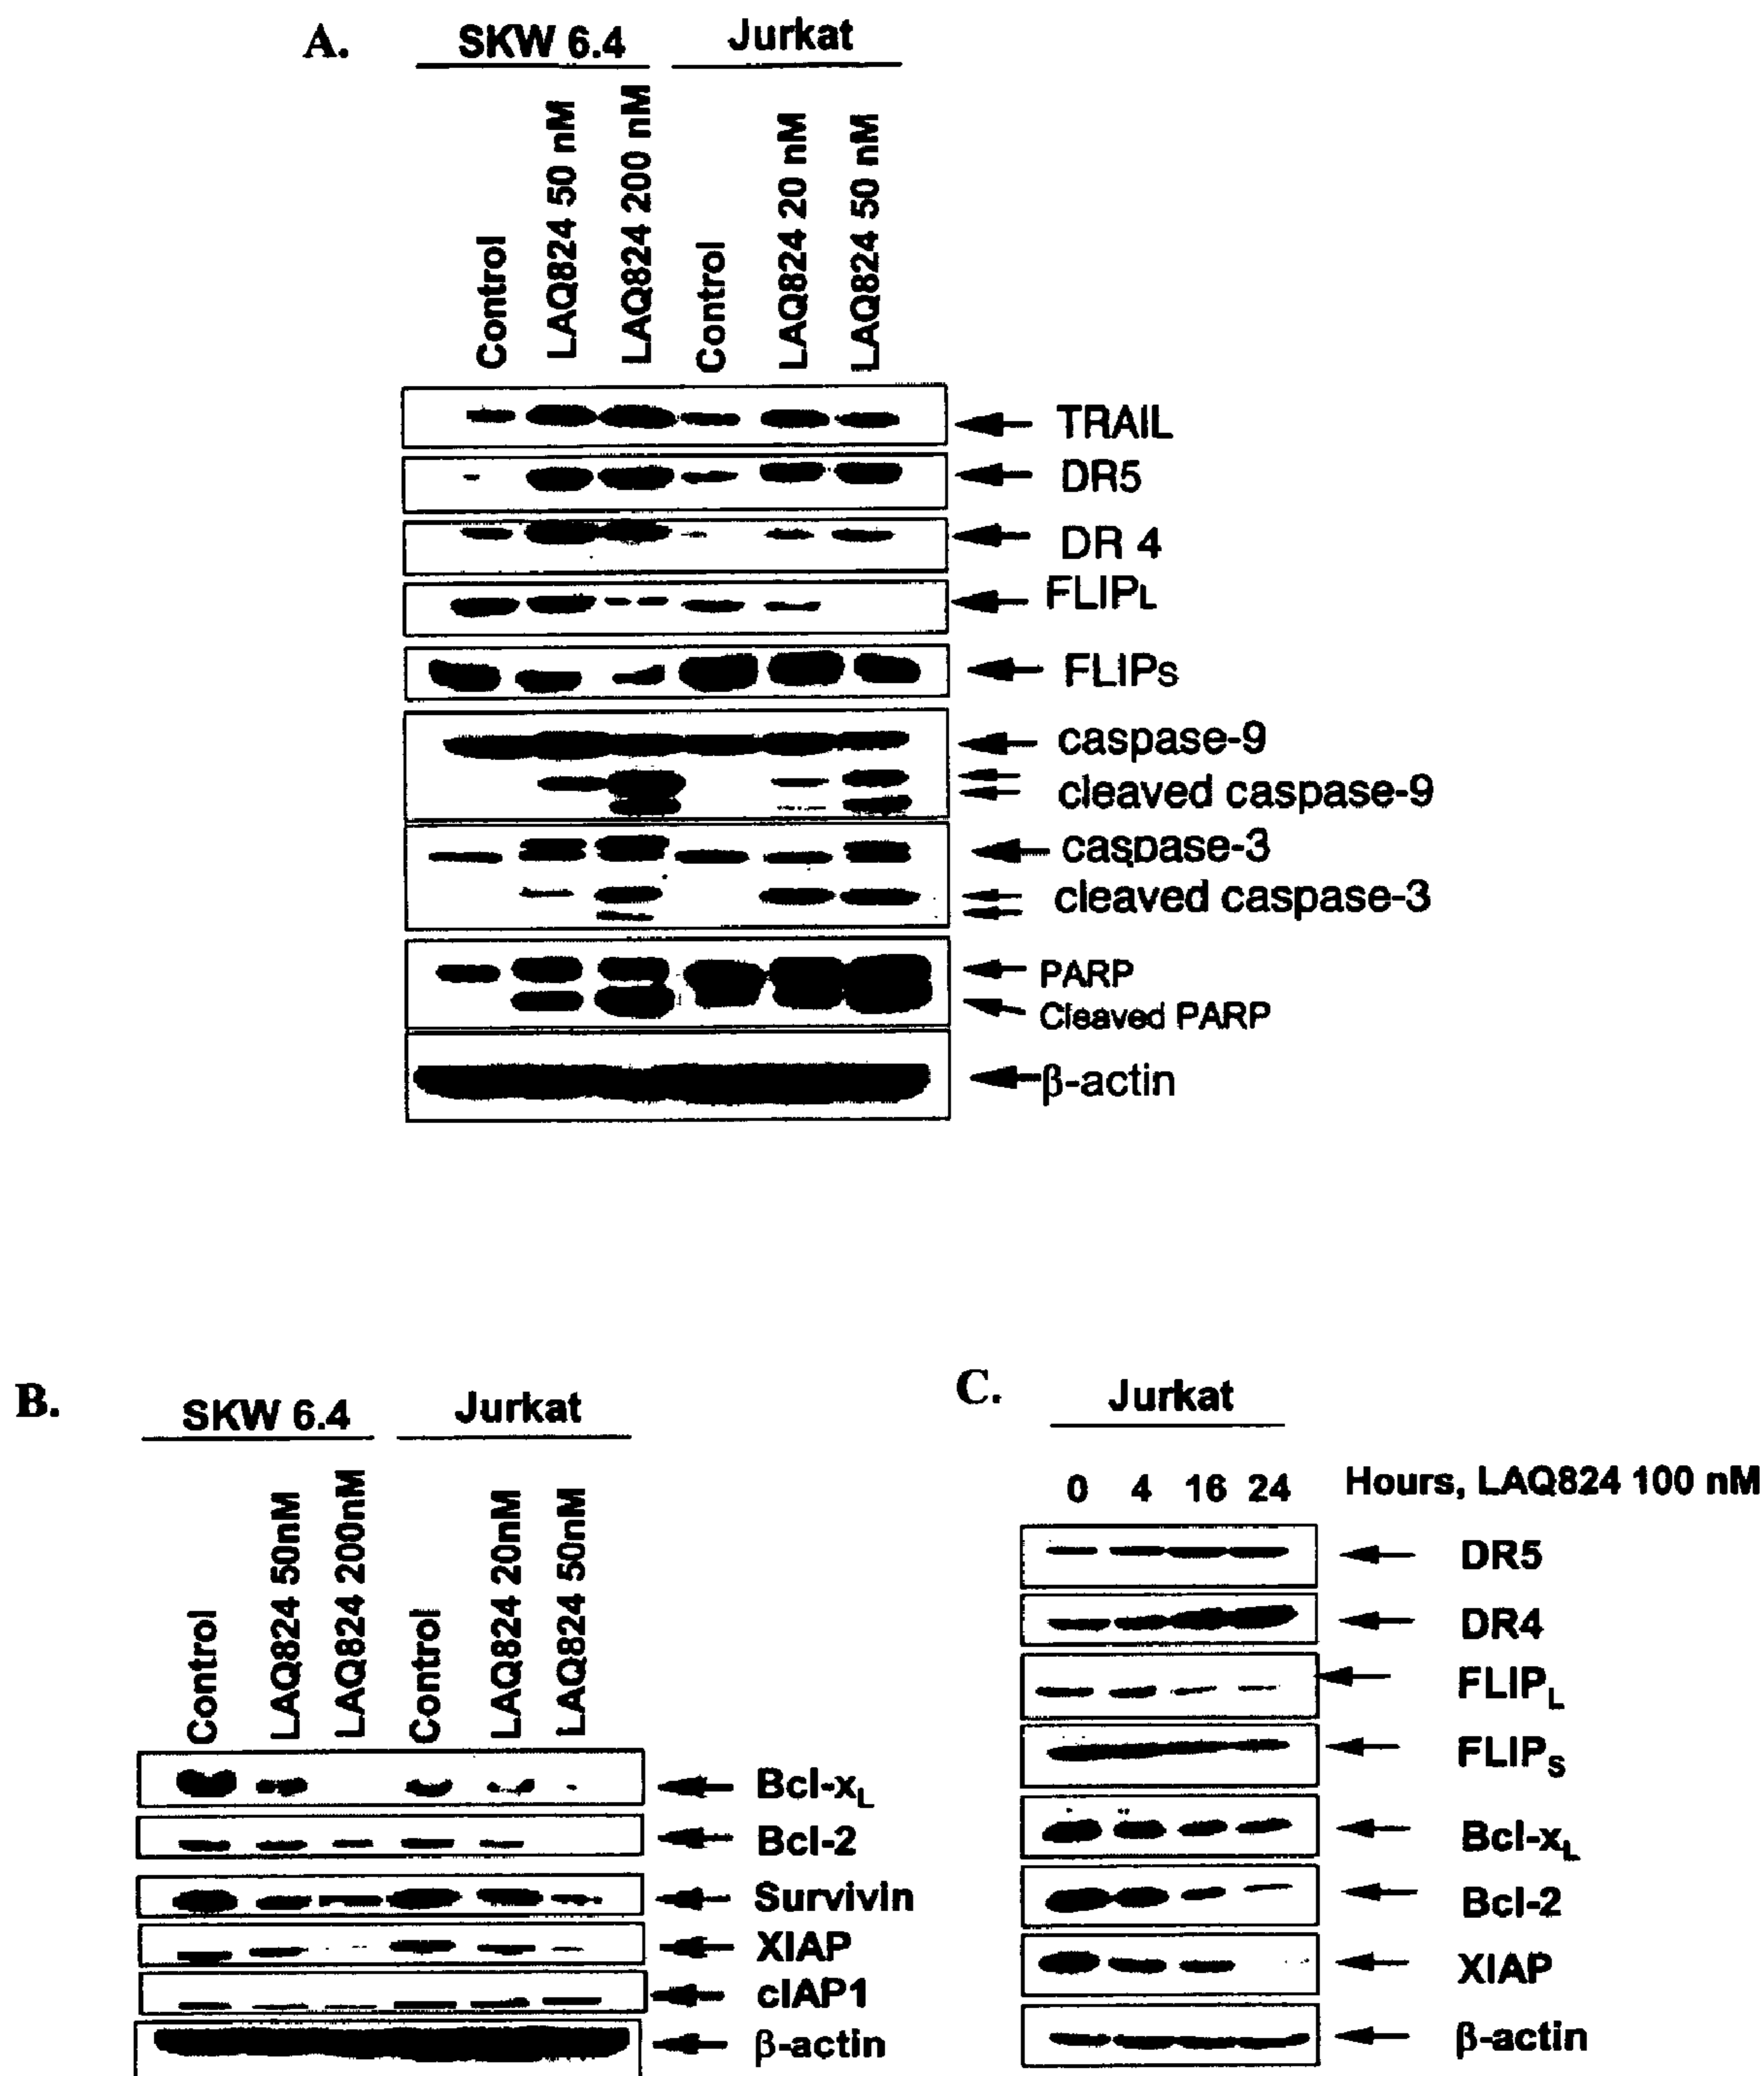 A.
SKW 6.4
Jurkat
Control
LAQ824 50 nM
LAQ824 200 nM
Control
LAQ824 20 nM
LAQ824 50 nM
TRAIL
DR5
DR 4
FLIPL
FLIPs
caspase-9
cleaved caspase-9
caspase-3
cleaved caspase-3
PARP
Cleaved PARP
β-actin
B.
SKW 6.4
Jurkat
Control
LAQ824 50nM
LAQ824 200nM
Control
LAQ824 20nM
LAQ824 50nM
Bcl-xL
Bcl-2
Survivin
XIAP
cIAP1
β-actin
C.
Jurkat
0 4 16 24 Hours, LAQ824 100 nM
DR5
DR4
FLIPL
FLIPS
Bcl-xL
Bcl-2
XIAP
β-actin